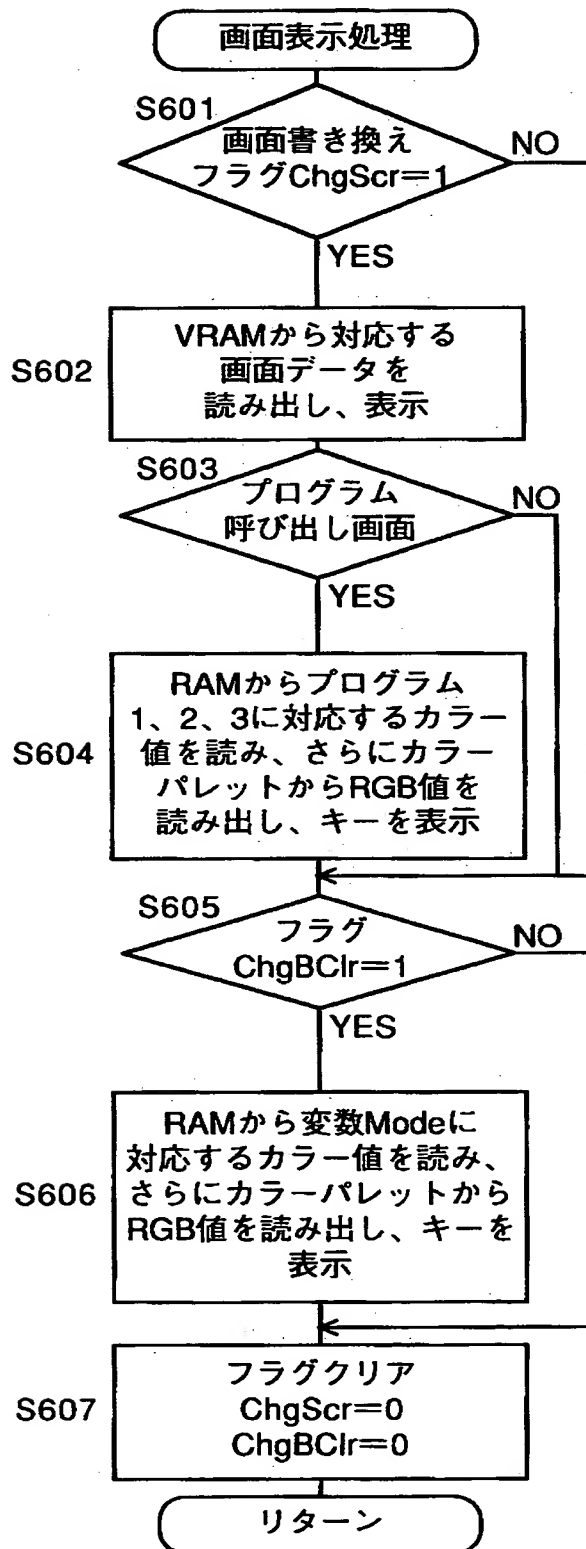 画面表示処理
S601
画面書き換え
フラグChgScr=1
NO
YES
S602
VRAMから対応する
画面データを
読み出し、表示
S603
プログラム
呼び出し画面
NO
YES
S604
RAMからプログラム
1、2、3に対応するカラー
値を読み、さらにカラー
パレットからRGB値を
読み出し、キーを表示
S605
フラグ
ChgBClr=1
NO
YES
S606
RAMから変数Modeに
対応するカラー値を読み、
さらにカラーパレットから
RGB値を読み出し、キーを
表示
S607
フラグクリア
ChgScr=0
ChgBClr=0
リターン